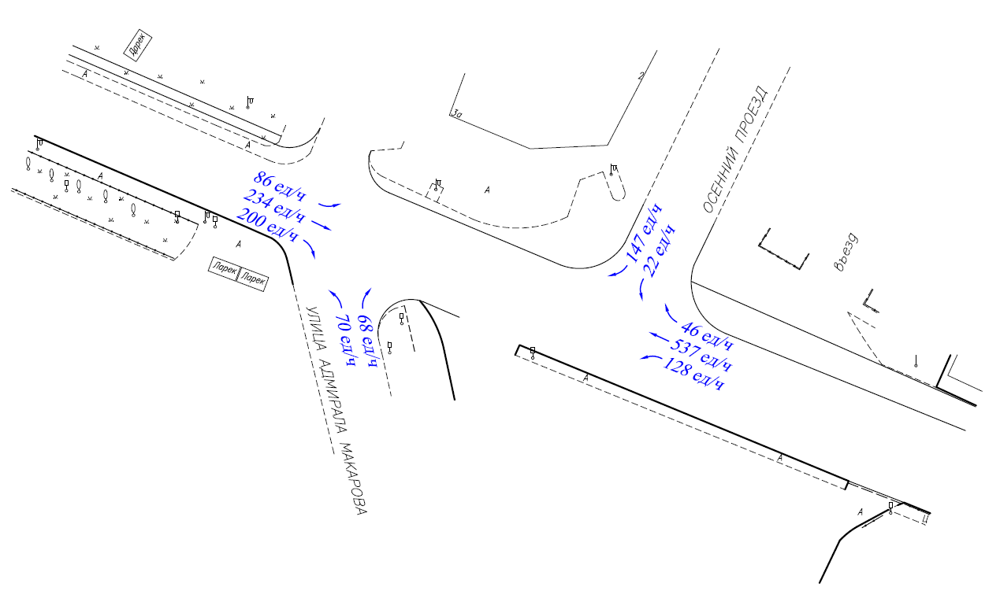 Ларек
A
A
2
3а
A
A
86 ед/ч
234 ед/ч
200 ед/ч
A
Ларек
Ларек
ОСЕННИЙ ПРОЕЗД
въезд
147 ед/ч
22 ед/ч
46 ед/ч
537 ед/ч
128 ед/ч
70 ед/ч
68 ед/ч
УЛИЦА АДМИРАЛА МАКАРОВА
A
A
A